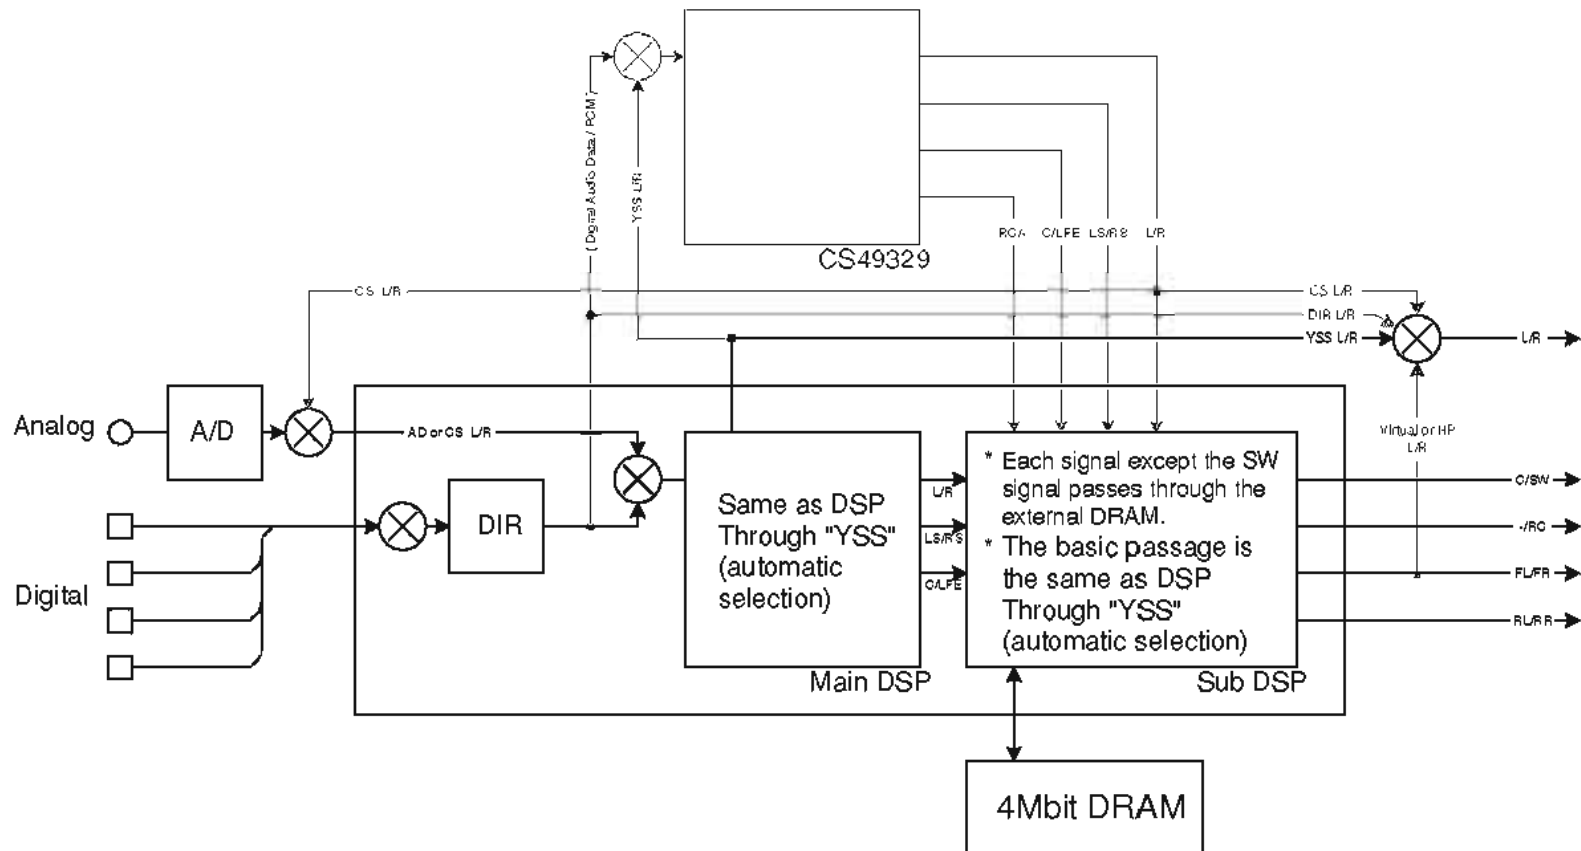 ( Digital Audio Data / PCM )
YSS L/R
C/LFE
LS/RS
L/R
CS49329
CS L/R
CS L/R
DIR L/R
YSS L/R
L/R
Analog
A/D
AD or CS L/R
Virtual or HP
L/R
Digital
DIR
Same as DSP
Through "YSS"
(automatic
selection)
L/R
LS/RS
C/LFE
* Each signal except the SW
signal passes through the
external DRAM.
* The basic passage is
the same as DSP
Through "YSS"
(automatic selection)
C/SW
-/RC
FL/FR
RL/RR
Main DSP
Sub DSP
4Mbit DRAM